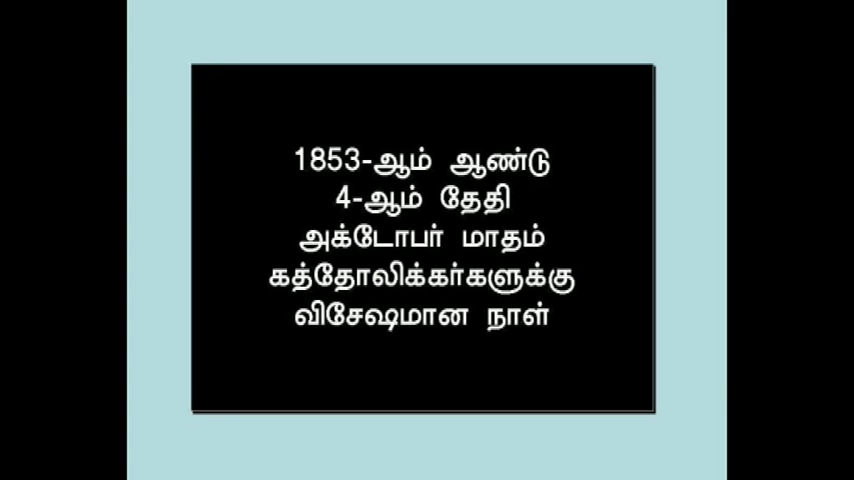 1853-ஆம் ஆண்டு
4-ஆம் தேதி
அக்டோபர் மாதம்
கத்தோலிக்கர்களுக்கு
விசேஷமான நாள்